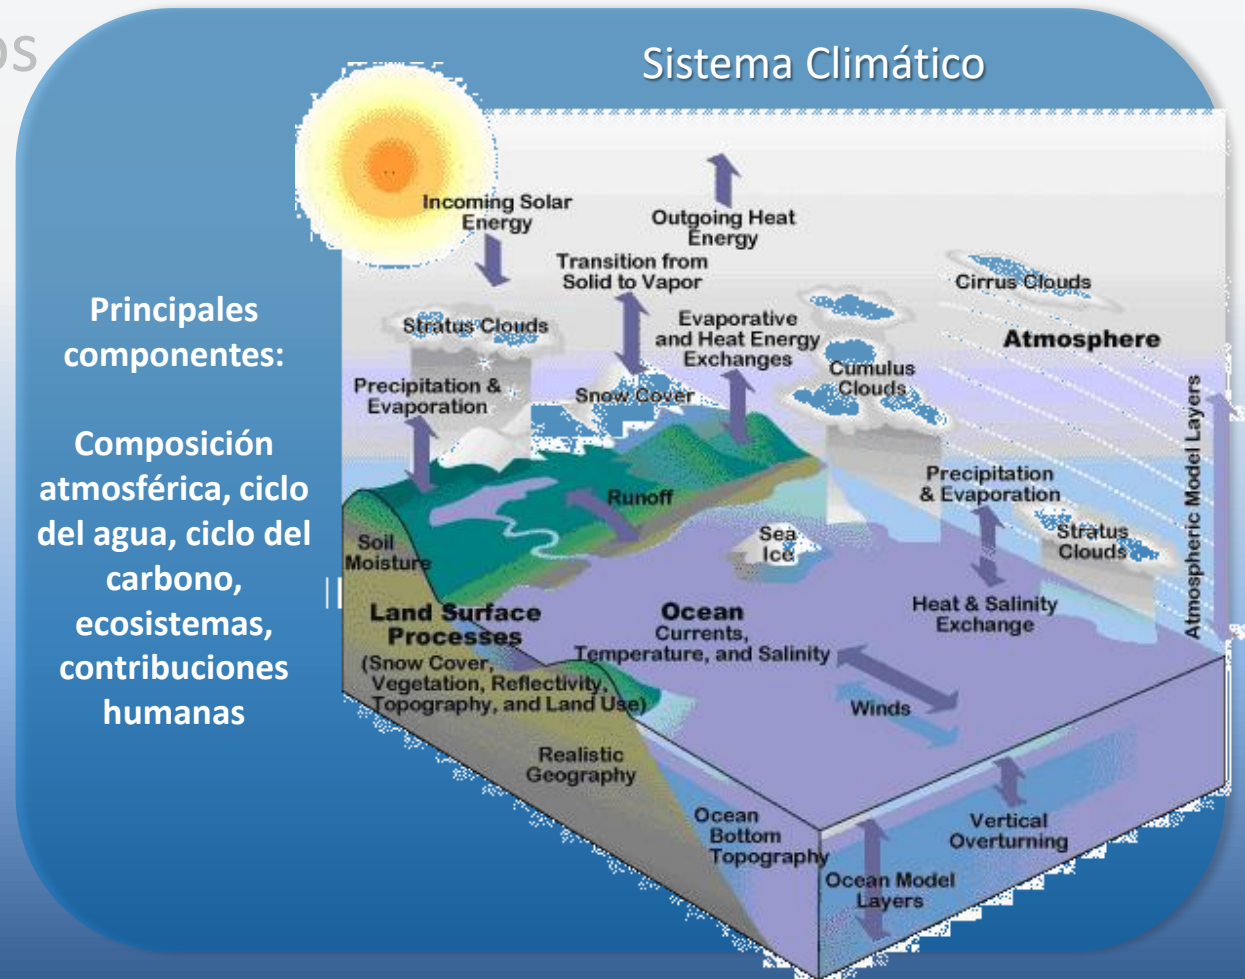 os
Sistema Climático
Principales
componentes:
Composición
atmosférica, ciclo
del agua, ciclo del
carbono,
ecosistemas,
contribuciones
humanas
Incoming Solar
Energy
Outgoing Heat
Energy
Transition from
Solid to Vapor
Cirrus Clouds
Stratus Clouds
Evaporative
and Heat Energy
Exchanges
Atmosphere
Cumulus
Clouds
Precipitation &
Evaporation
Snow Cover
Atmospheric Model Layers
Precipitation
& Evaporation
Runoff
Sea
Ice
Stratus
Clouds
Soil
Moisture
Heat & Salinity
Exchange
Land Surface
Processes
(Snow Cover,
Vegetation, Reflectivity,
Topography, and Land Use)
Ocean
Currents,
Temperature, and Salinity
Winds
Realistic
Geography
Ocean
Bottom
Topography
Vertical
Overturning
Ocean Model
Layers